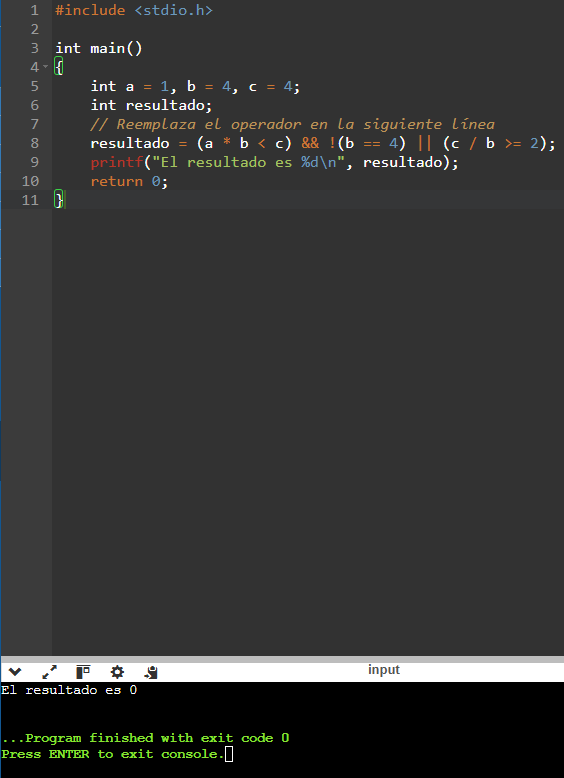 1 #include <stdio.h>
2
3 int main()
4 {
5 int a = 1, b = 4, c = 4;
6 int resultado;
7 // Reemplaza el operador en la siguiente línea
8 resultado = (a * b < c) && !(b == 4) || (c / b >= 2);
9 printf("El resultado es %d\n", resultado);
10 return 0;
11 }
input
El resultado es 0
...Program finished with exit code 0
Press ENTER to exit console.